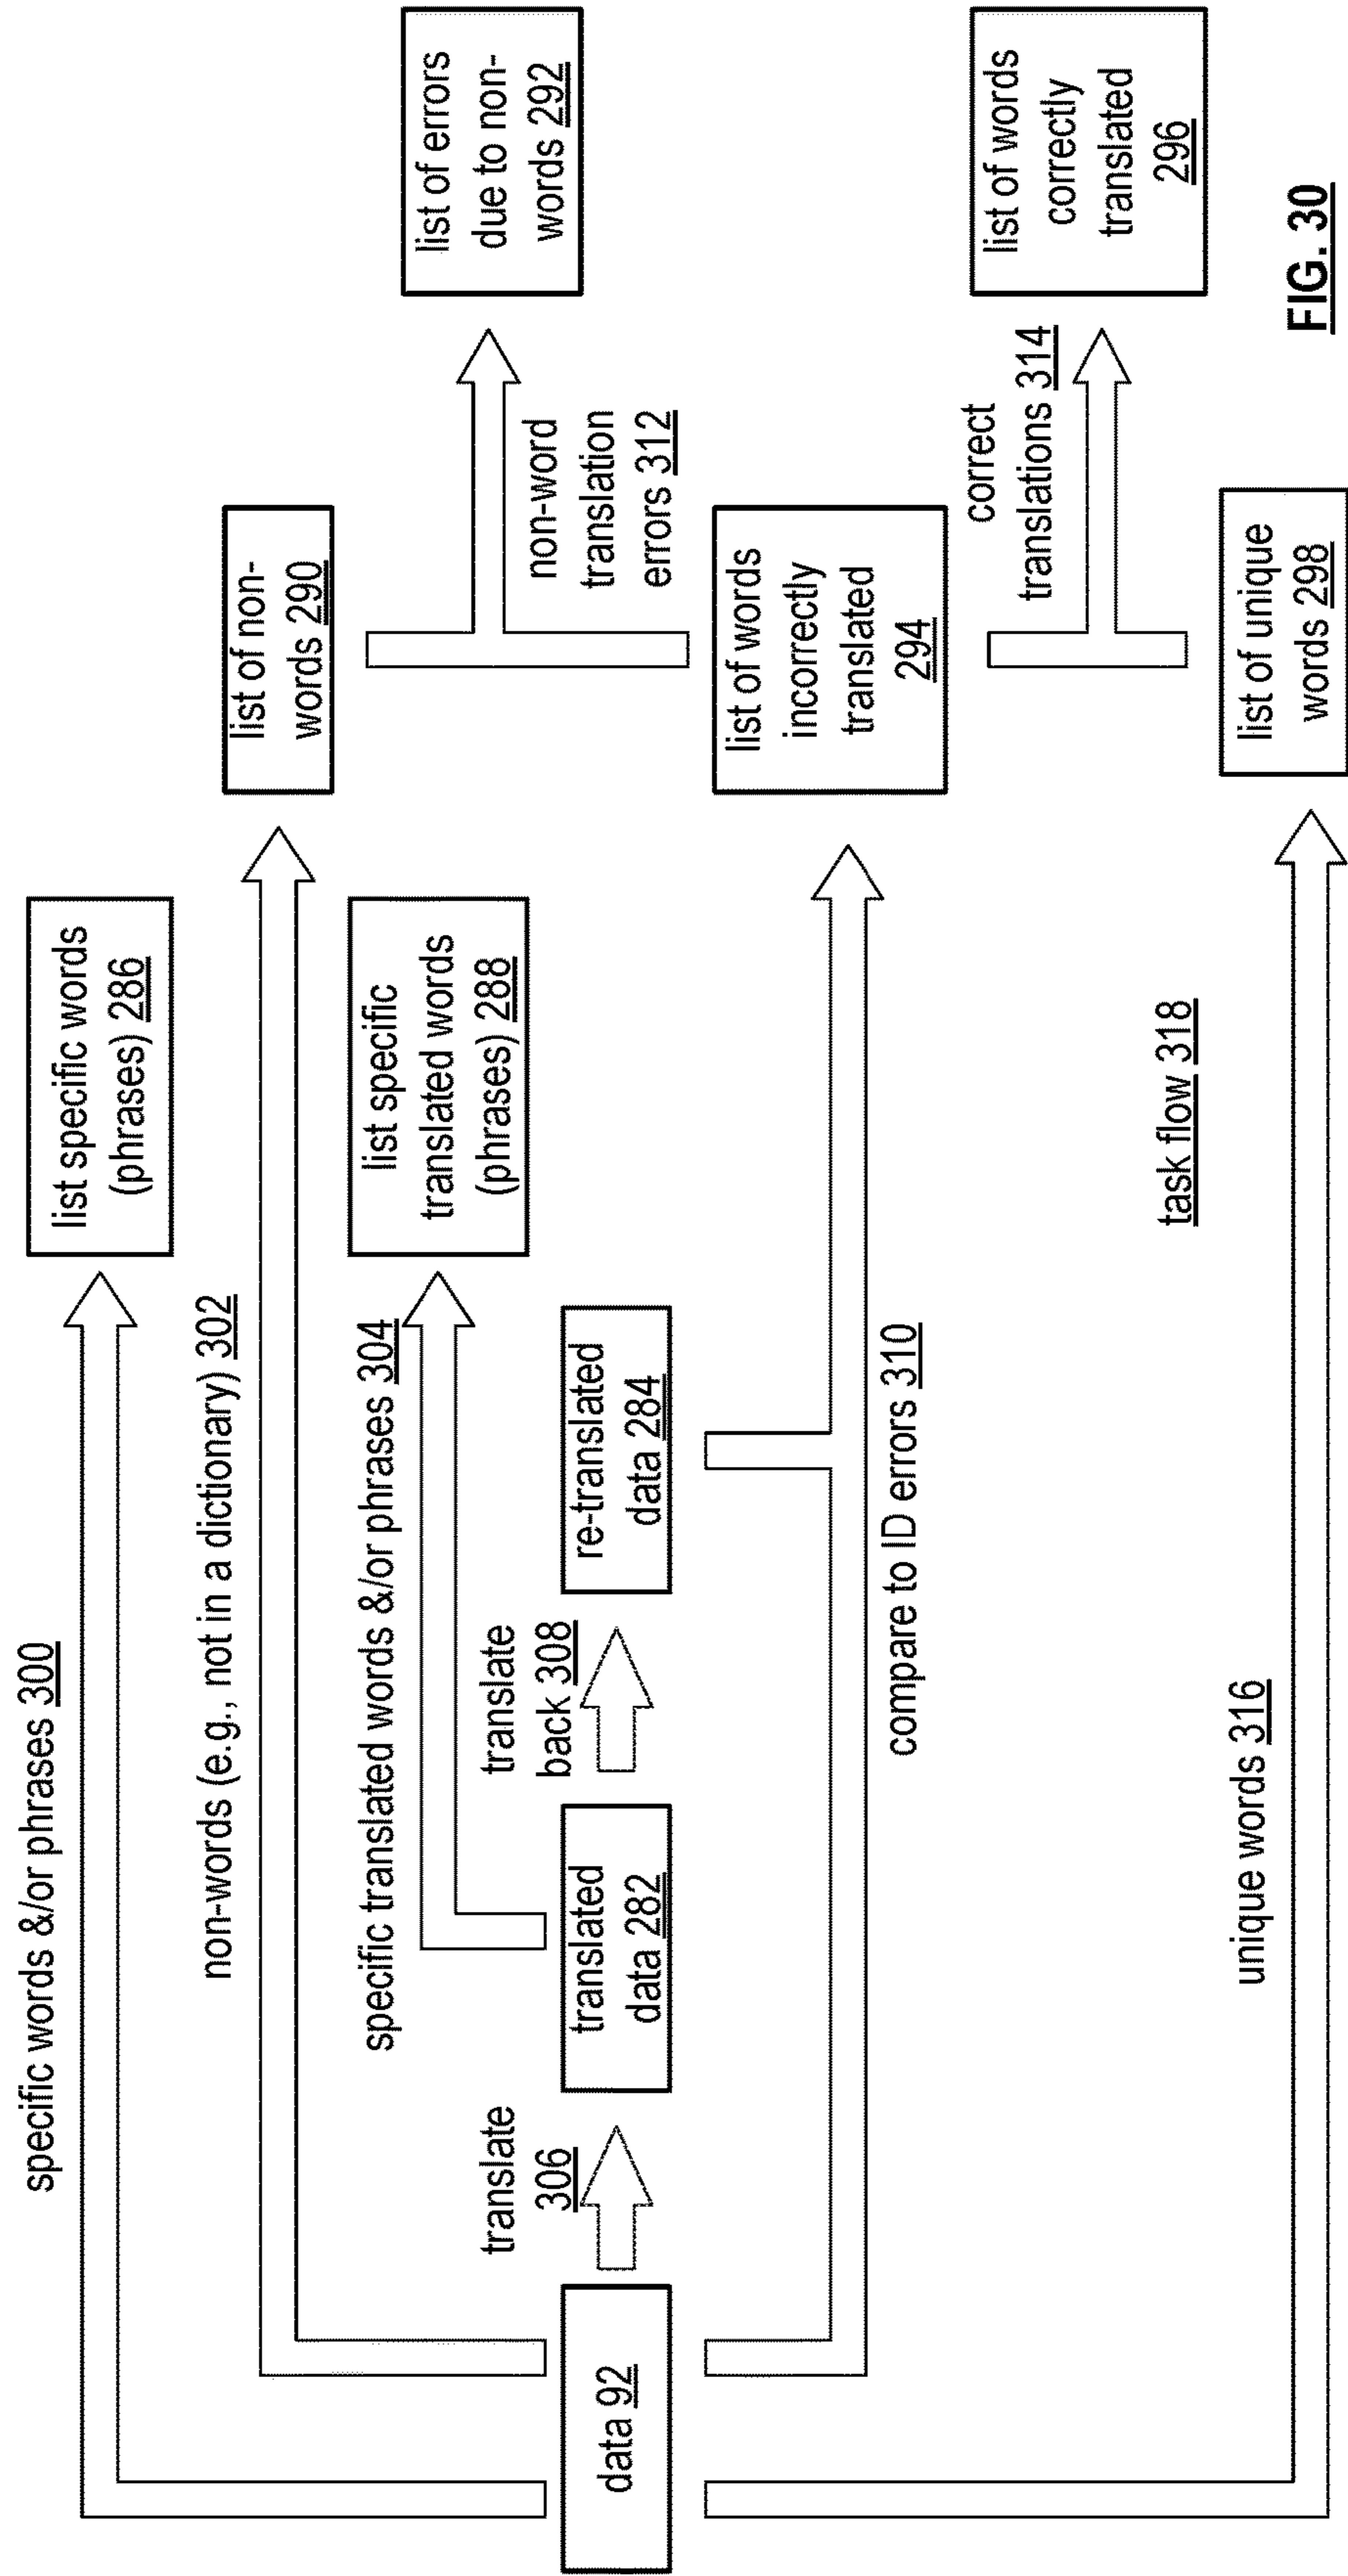 specific words &/or phrases 300
list specific words
(phrases) 286
non-words (e.g., not in a dictionary) 302
list of non-
words 290
specific translated words &/or phrases 304
list specific
translated words
(phrases) 288
list of errors
due to non-
words 292
non-word
translation
errors 312
data 92
translate
306
translated
data 282
translate
back 308
re-translated
data 284
compare to ID errors 310
list of words
incorrectly
translated
294
correct
translations 314
list of words
correctly
translated
296
unique words 316
task flow 318
list of unique
words 298
FIG. 30